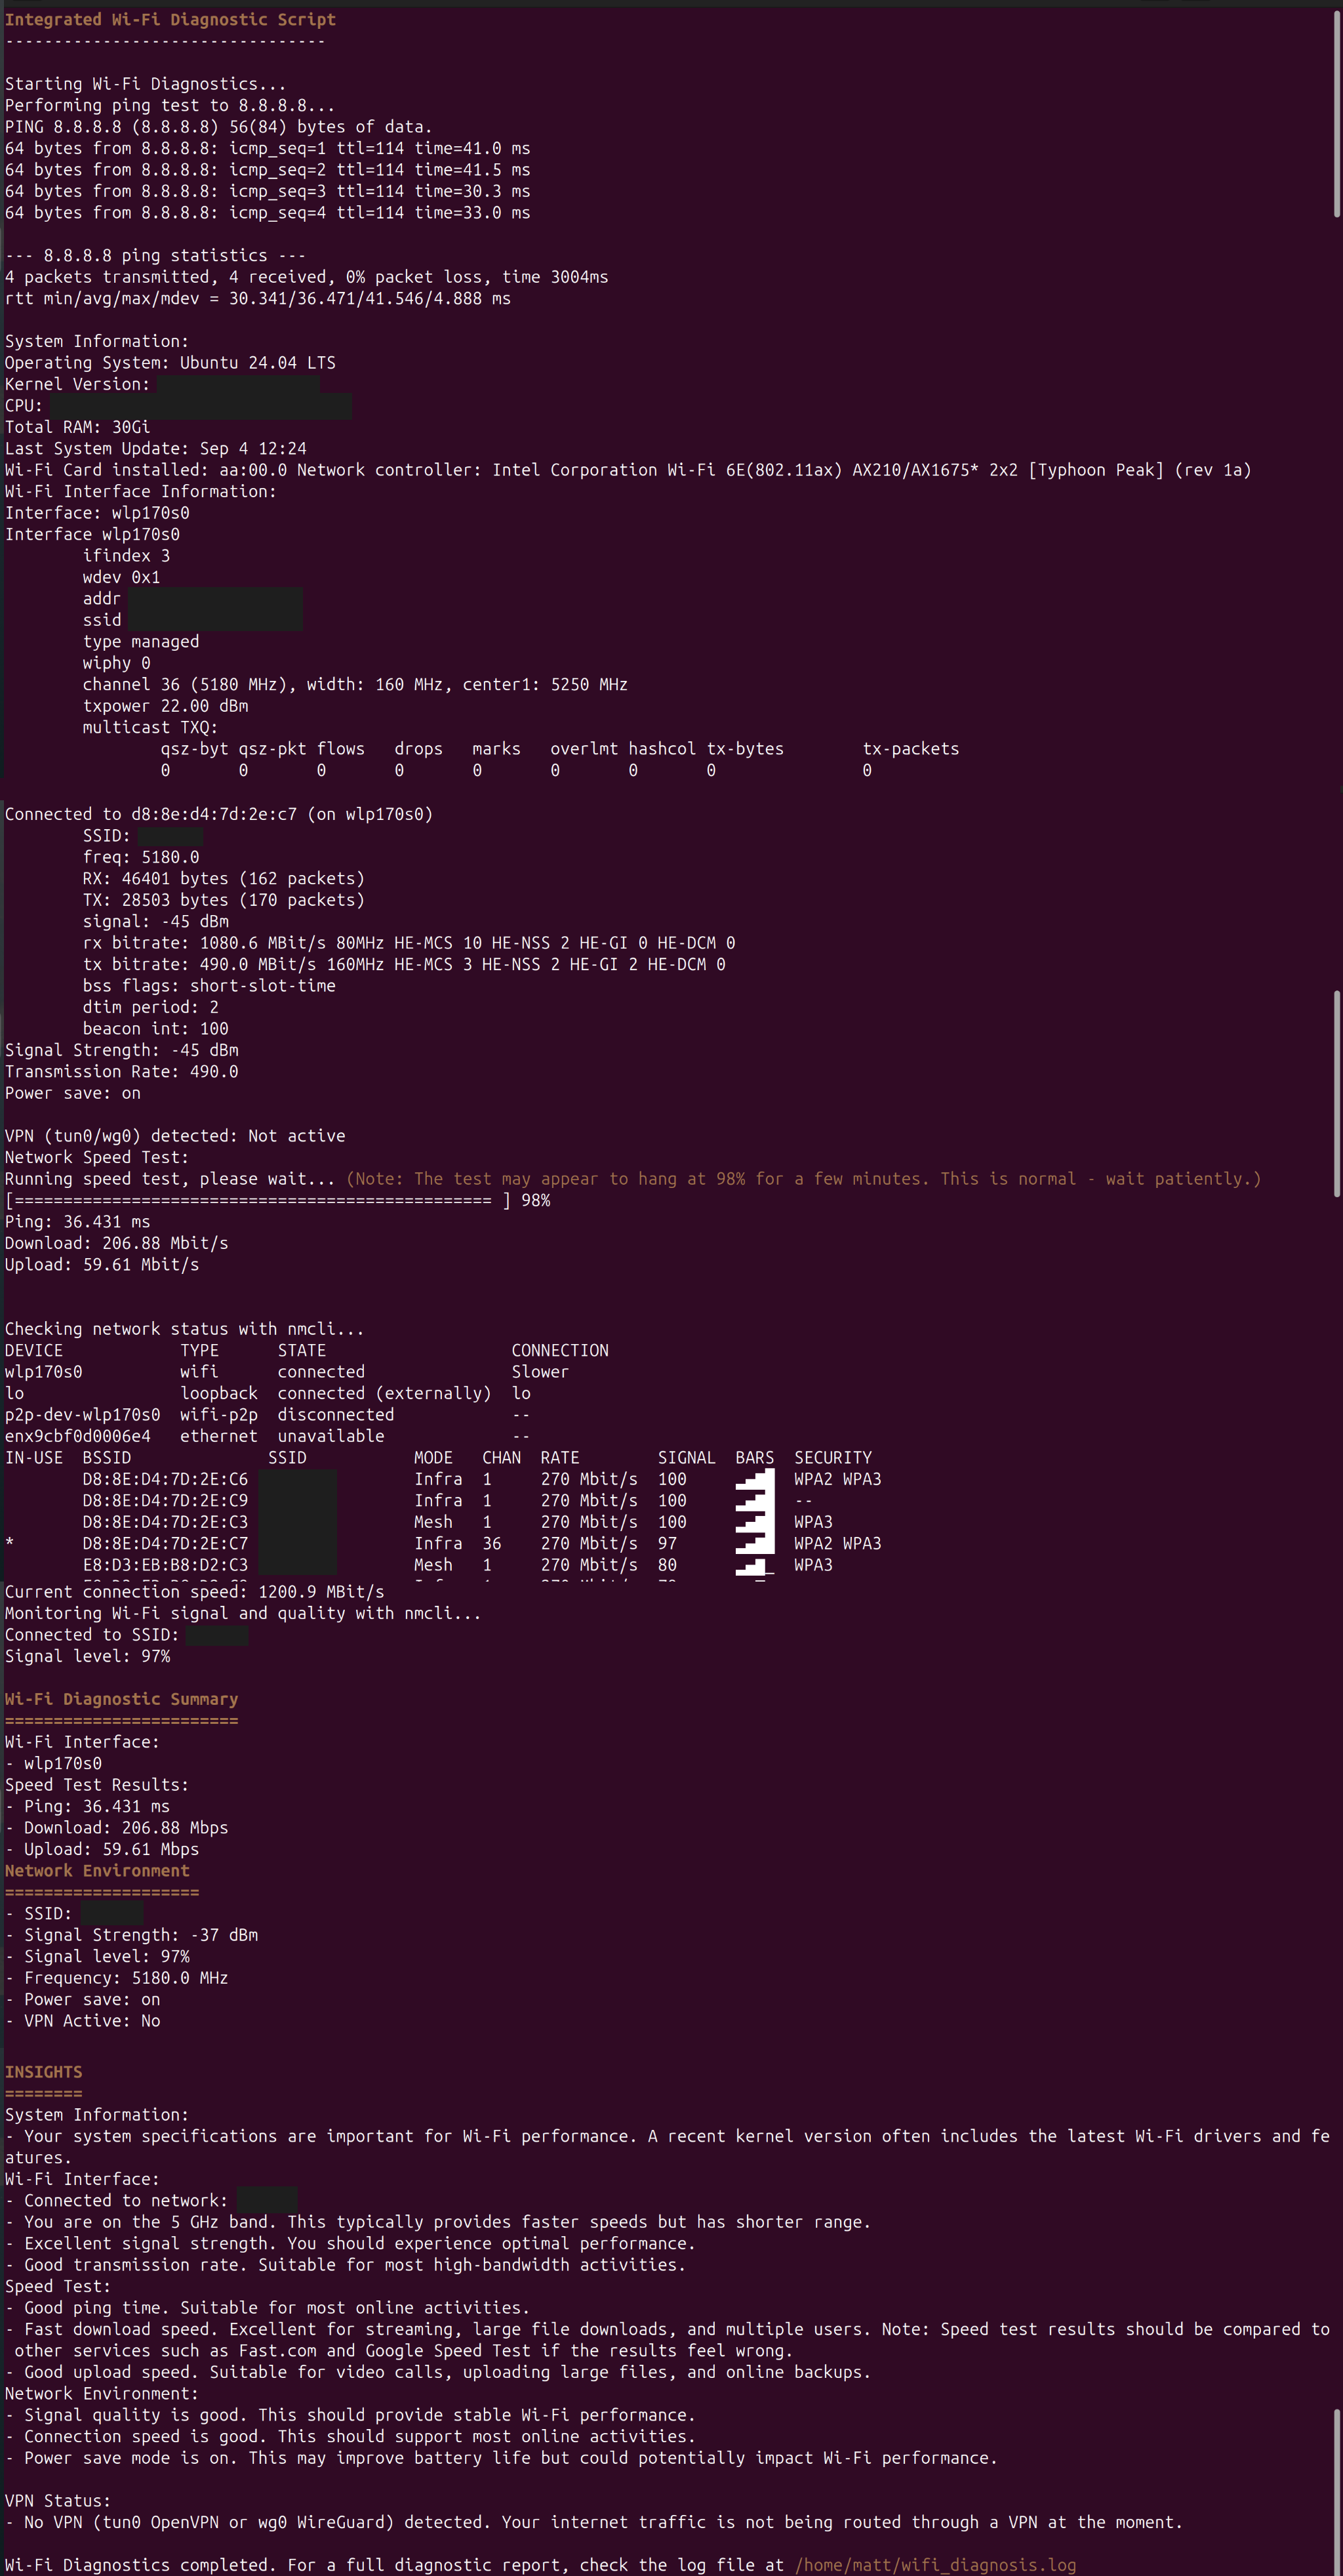 Integrated Wi-Fi Diagnostic Script
---------------------------------
Starting Wi-Fi Diagnostics...
Performing ping test to 8.8.8.8...
PING 8.8.8.8 (8.8.8.8) 56(84) bytes of data.
64 bytes from 8.8.8.8: icmp_seq=1 ttl=114 time=41.0 ms
64 bytes from 8.8.8.8: icmp_seq=2 ttl=114 time=41.5 ms
64 bytes from 8.8.8.8: icmp_seq=3 ttl=114 time=30.3 ms
64 bytes from 8.8.8.8: icmp_seq=4 ttl=114 time=33.0 ms
--- 8.8.8.8 ping statistics ---
4 packets transmitted, 4 received, 0% packet loss, time 3004ms
rtt min/avg/max/mdev = 30.341/36.471/41.546/4.888 ms
System Information:
Operating System: Ubuntu 24.04 LTS
Kernel Version:
CPU:
Total RAM: 30Gi
Last System Update: Sep 4 12:24
Wi-Fi Card installed: aa:00.0 Network controller: Intel Corporation Wi-Fi 6E(802.11ax) AX210/AX1675* 2x2 [Typhoon Peak] (rev 1a)
Wi-Fi Interface Information:
Interface: wlp170s0
Interface wlp170s0
ifindex 3
wdev 0x1
addr
ssid
type managed
wiphy 0
channel 36 (5180 MHz), width: 160 MHz, center1: 5250 MHz
txpower 22.00 dBm
multicast TXQ:
qsz-byt qsz-pkt flows drops marks overlmt hashcol tx-bytes tx-packets
0 0 0 0 0 0 0 0 0
Connected to d8:8e:d4:7d:2e:c7 (on wlp170s0)
SSID:
freq: 5180.0
RX: 46401 bytes (162 packets)
TX: 28503 bytes (170 packets)
signal: -45 dBm
rx bitrate: 1080.6 MBit/s 80MHz HE-MCS 10 HE-NSS 2 HE-GI 0 HE-DCM 0
tx bitrate: 490.0 MBit/s 160MHz HE-MCS 3 HE-NSS 2 HE-GI 2 HE-DCM 0
bss flags: short-slot-time
dtim period: 2
beacon int: 100
Signal Strength: -45 dBm
Transmission Rate: 490.0
Power save: on
VPN (tun0/wg0) detected: Not active
Network Speed Test:
Running speed test, please wait... (Note: The test may appear to hang at 98% for a few minutes. This is normal - wait patiently.)
[================================================= ] 98%
Ping: 36.431 ms
Download: 206.88 Mbit/s
Upload: 59.61 Mbit/s
Checking network status with nmcli...
DEVICE TYPE STATE CONNECTION
wlp170s0 wifi connected Slower
lo loopback connected (externally) lo
p2p-dev-wlp170s0 wifi-p2p disconnected --
enx9cbf0d0006e4 ethernet unavailable --
IN-USE BSSID SSID MODE CHAN RATE SIGNAL BARS SECURITY
D8:8E:D4:7D:2E:C6 Infra 1 270 Mbit/s 100 ▂▄▆█ WPA2 WPA3
D8:8E:D4:7D:2E:C9 Infra 1 270 Mbit/s 100 ▂▄▆█ --
D8:8E:D4:7D:2E:C3 Mesh 1 270 Mbit/s 100 ▂▄▆█ WPA3
* D8:8E:D4:7D:2E:C7 Infra 36 270 Mbit/s 97 ▂▄▆█ WPA2 WPA3
E8:D3:EB:B8:D2:C3 Mesh 1 270 Mbit/s 80 ▂▄▆_ WPA3
Current connection speed: 1200.9 MBit/s
Monitoring Wi-Fi signal and quality with nmcli...
Connected to SSID:
Signal level: 97%
Wi-Fi Diagnostic Summary
========================
Wi-Fi Interface:
- wlp170s0
Speed Test Results:
- Ping: 36.431 ms
- Download: 206.88 Mbps
- Upload: 59.61 Mbps
Network Environment
====================
- SSID:
- Signal Strength: -37 dBm
- Signal level: 97%
- Frequency: 5180.0 MHz
- Power save: on
- VPN Active: No
INSIGHTS
========
System Information:
- Your system specifications are important for Wi-Fi performance. A recent kernel version often includes the latest Wi-Fi drivers and fe
atures.
Wi-Fi Interface:
- Connected to network:
- You are on the 5 GHz band. This typically provides faster speeds but has shorter range.
- Excellent signal strength. You should experience optimal performance.
- Good transmission rate. Suitable for most high-bandwidth activities.
Speed Test:
- Good ping time. Suitable for most online activities.
- Fast download speed. Excellent for streaming, large file downloads, and multiple users. Note: Speed test results should be compared to
other services such as Fast.com and Google Speed Test if the results feel wrong.
- Good upload speed. Suitable for video calls, uploading large files, and online backups.
Network Environment:
- Signal quality is good. This should provide stable Wi-Fi performance.
- Connection speed is good. This should support most online activities.
- Power save mode is on. This may improve battery life but could potentially impact Wi-Fi performance.
VPN Status:
- No VPN (tun0 OpenVPN or wg0 WireGuard) detected. Your internet traffic is not being routed through a VPN at the moment.
Wi-Fi Diagnostics completed. For a full diagnostic report, check the log file at /home/matt/wifi_diagnosis.log